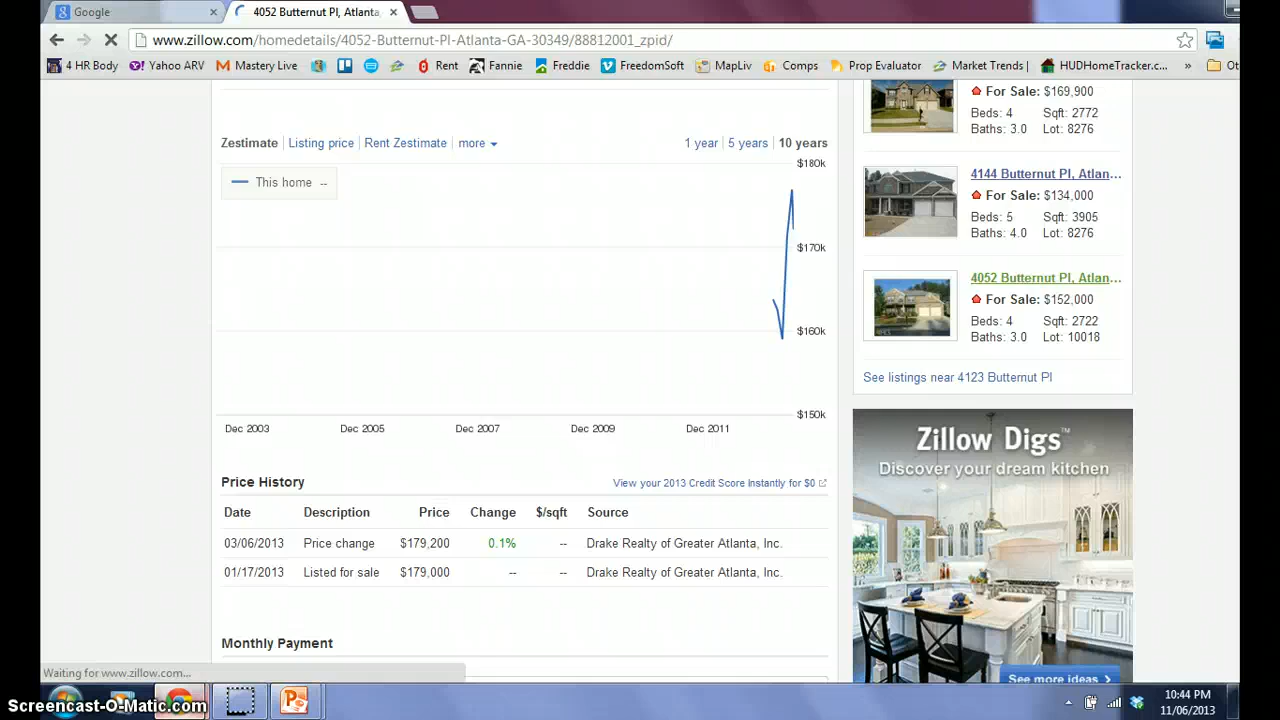 Google
4052 Butternut Pl, Atlanta,
www.zillow.com/homedetails/4052-Butternut-Pl-Atlanta-GA-30349/88812001_zpid/
4 HR Body Yahoo ARV Mastery Live Rent Fannie Freddie FreedomSoft MapLiv Comps Prop Evaluator Market Trends | HUDHomeTracker.c... » Ot
For Sale: $169,900
Beds: 4 Sqft: 2772
Baths: 3.0 Lot: 8276
Zestimate Listing price Rent Zestimate more 1 year 5 years 10 years
$180k
This home --
4144 Butternut Pl, Atlan...
For Sale: $134,000
Beds: 5 Sqft: 3905
Baths: 4.0 Lot: 8276
$170k
4052 Butternut Pl, Atlan...
For Sale: $152,000
Beds: 4 Sqft: 2722
Baths: 3.0 Lot: 10018
$160k
See listings near 4123 Butternut Pl
$150k
Dec 2003 Dec 2005 Dec 2007 Dec 2009 Dec 2011
Zillow Digs™
Discover your dream kitchen
Price History View your 2013 Credit Score Instantly for $0
Date Description Price Change $/sqft Source
03/06/2013 Price change $179,200 0.1% -- Drake Realty of Greater Atlanta, Inc.
01/17/2013 Listed for sale $179,000 -- -- Drake Realty of Greater Atlanta, Inc.
Monthly Payment
See more ideas
Waiting for www.zillow.com...
10:44 PM
11/06/2013
Screencast-O-Matic.com